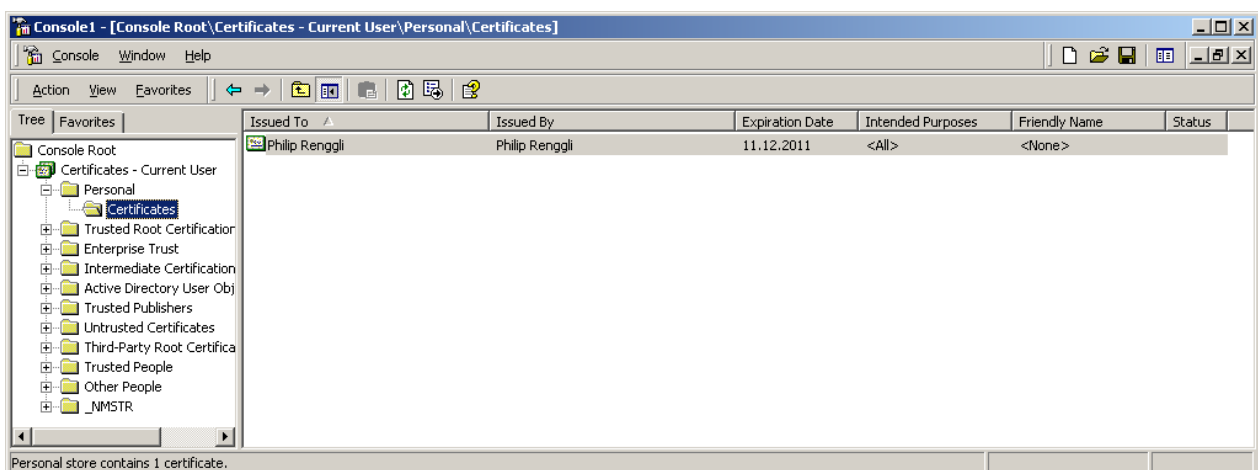 Console1 - [Console Root\Certificates - Current User\Personal\Certificates]
Console Window Help
Action View Favorites
Tree Favorites
Issued To Issued By Expiration Date Intended Purposes Friendly Name Status
Console Root
Philip Renggli Philip Renggli 11.12.2011 <All> <None>
Certificates - Current User
Personal
Certificates
Trusted Root Certification
Enterprise Trust
Intermediate Certification
Active Directory User Obj
Trusted Publishers
Untrusted Certificates
Third-Party Root Certifica
Trusted People
Other People
_NMSTR
Personal store contains 1 certificate.